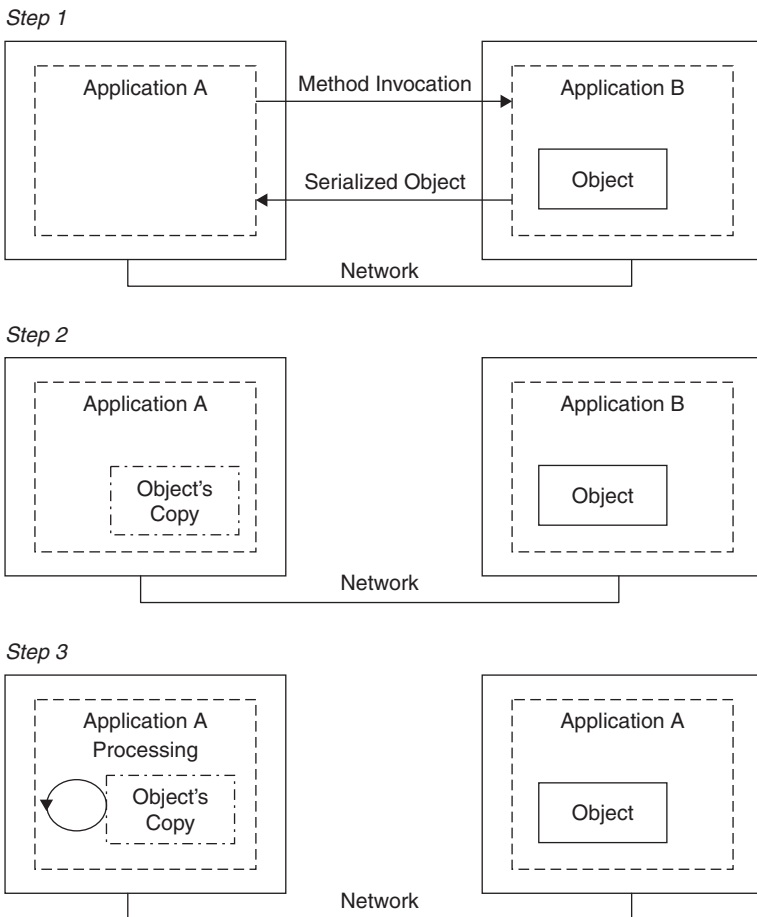 Step 1
Application A
Method Invocation
Application B
Serialized Object
Object
Network
Step 2
Application A
Application B
Object's
Copy
Object
Network
Step 3
Application A
Processing
Application A
Object's
Copy
Object
Network